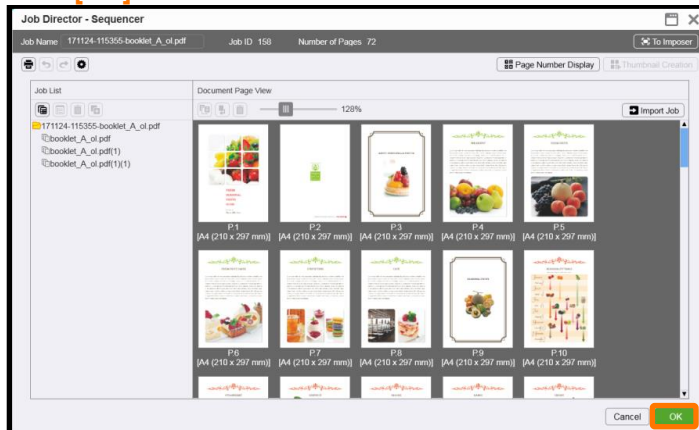 Job Director - Sequencer
Job Name 171124-115355-booklet_A_ol.pdf Job ID 158 Number of Pages 72 To Imposer
Page Number Display Thumbnail Creation
Job List Document Page View
128% Import Job
171124-115355-booklet_A_ol.pdf
booklet_A_ol.pdf
booklet_A_ol.pdf(1)
booklet_A_ol.pdf(1)(1)
P.1 P.2 P.3 P.4 P.5
[A4 (210 x 297 mm)] [A4 (210 x 297 mm)] [A4 (210 x 297 mm)] [A4 (210 x 297 mm)] [A4 (210 x 297 mm)]
P.6 P.7 P.8 P.9 P.10
[A4 (210 x 297 mm)] [A4 (210 x 297 mm)] [A4 (210 x 297 mm)] [A4 (210 x 297 mm)] [A4 (210 x 297 mm)]
Cancel OK